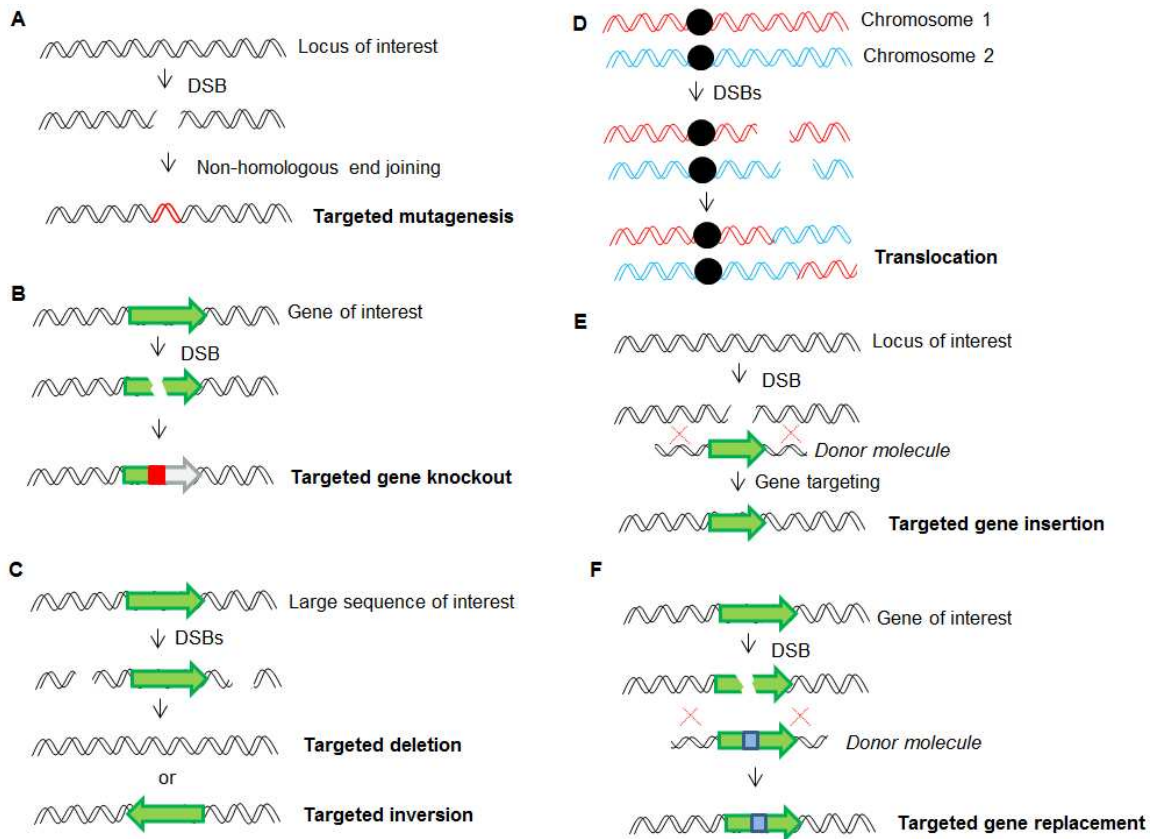 A
Locus of interest
DSB
Non-homologous end joining
Targeted mutagenesis
B
Gene of interest
DSB
Targeted gene knockout
C
Large sequence of interest
DSBs
Targeted deletion
or
Targeted inversion
D
Chromosome 1
Chromosome 2
DSBs
Translocation
E
Locus of interest
DSB
Donor molecule
Gene targeting
Targeted gene insertion
F
Gene of interest
DSB
Donor molecule
Targeted gene replacement